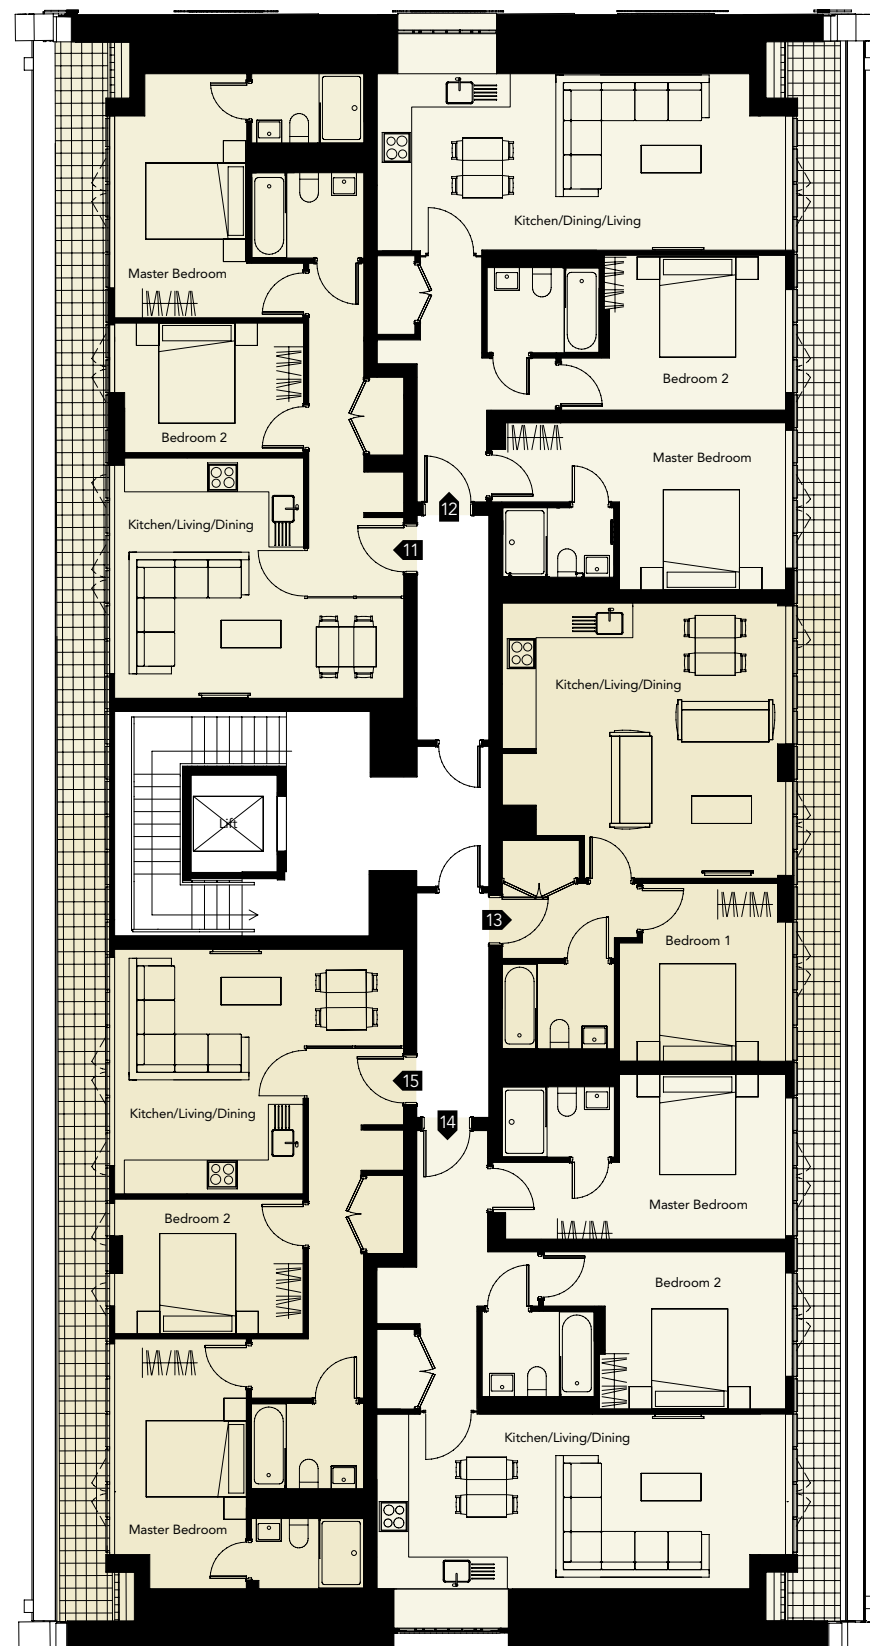 Kitchen/Dining/Living
Master Bedroom
Bedroom 2
Bedroom 2
Master Bedroom
12
Kitchen/Living/Dining
11
Kitchen/Living/Dining
Lift
13
Bedroom 1
15
Kitchen/Living/Dining
14
Master Bedroom
Bedroom 2
Bedroom 2
Kitchen/Living/Dining
Master Bedroom